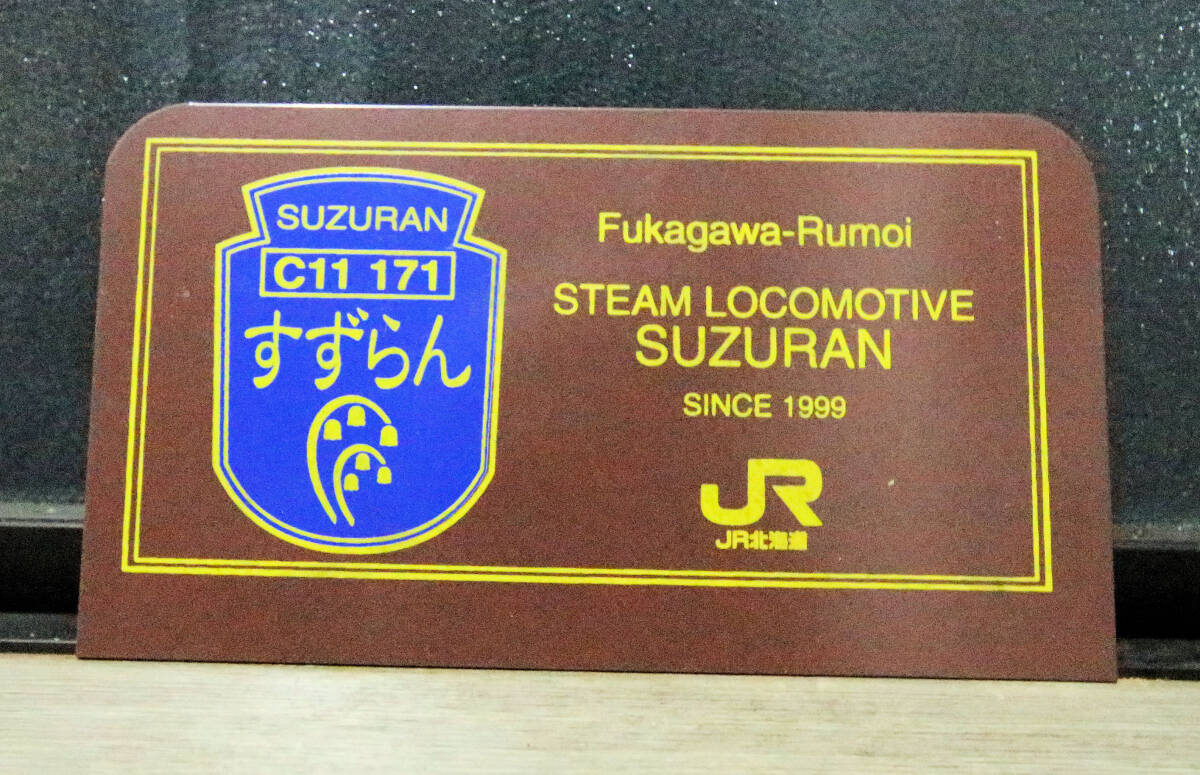 SUZURAN
C11 171
すずらん
Fukagawa-Rumoi
STEAM LOCOMOTIVE
SUZURAN
SINCE 1999
JR
JR北海道